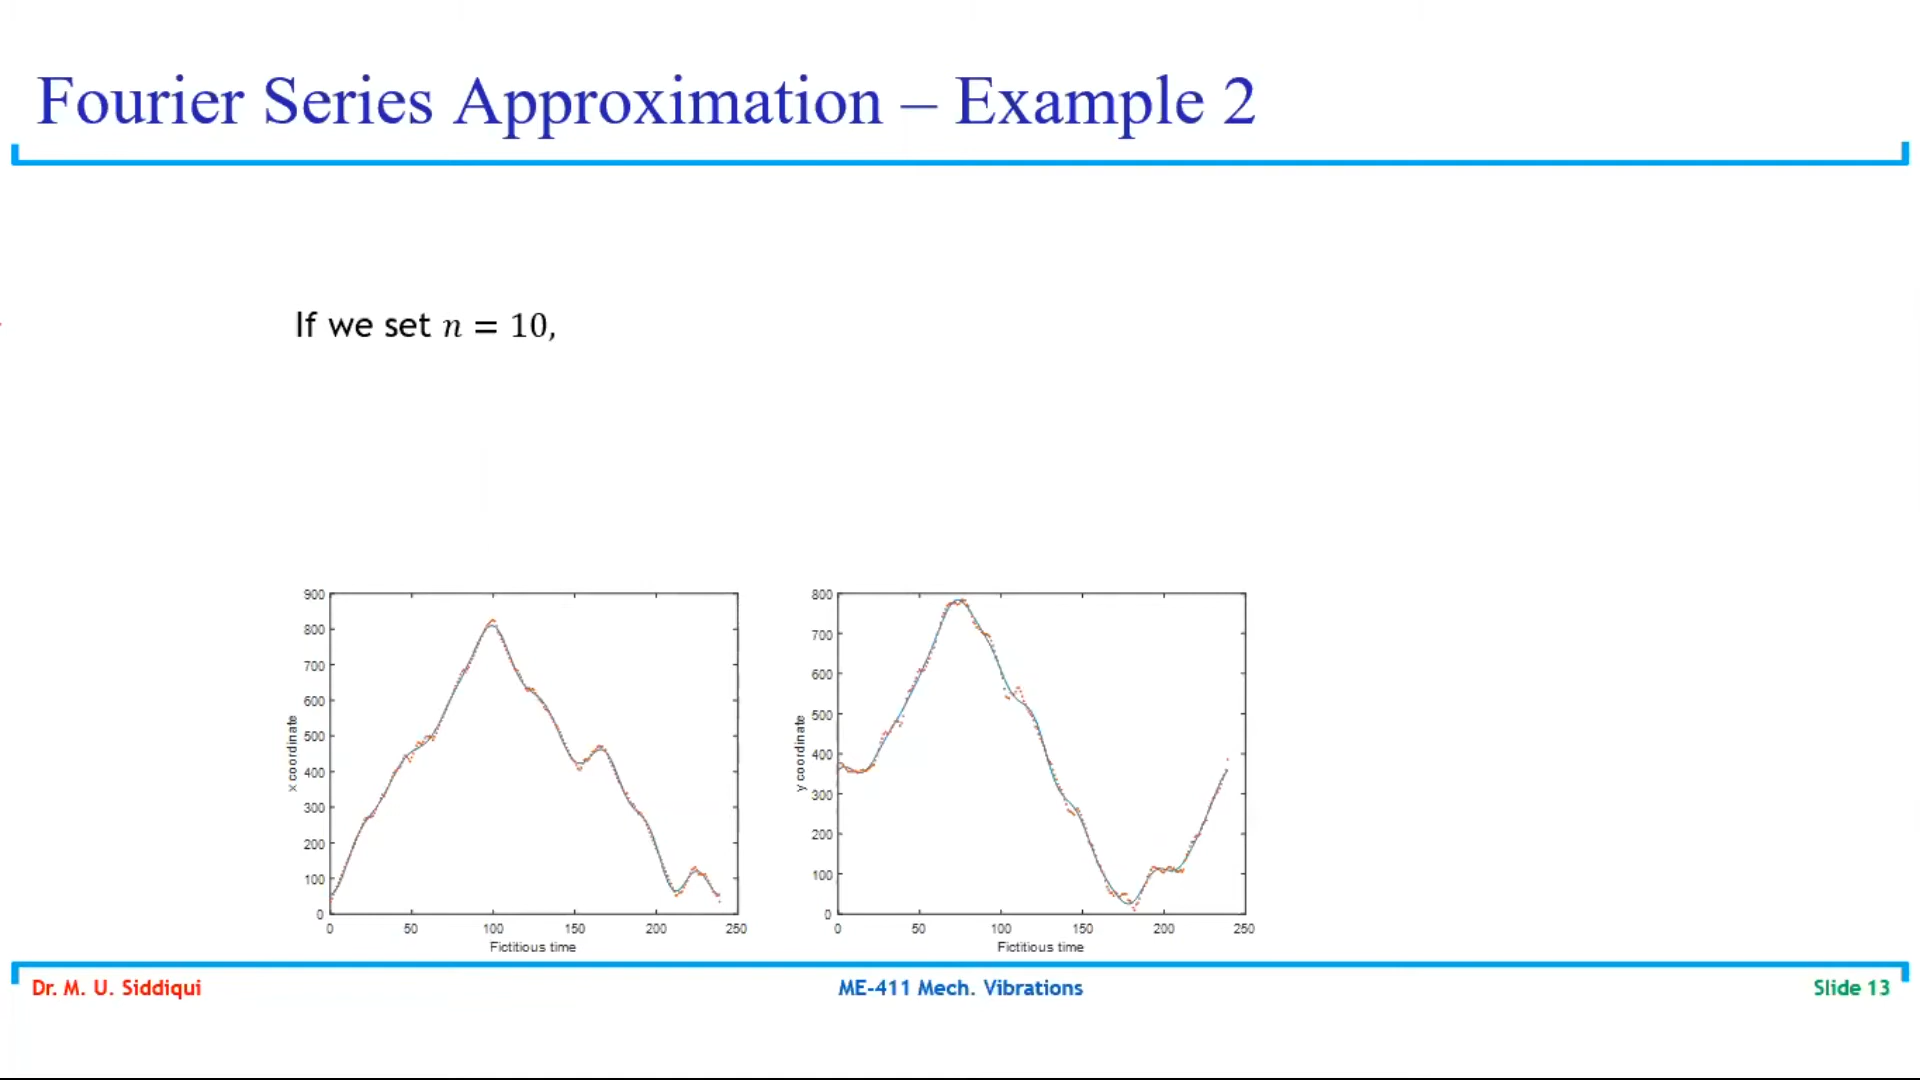 Fourier Series Approximation – Example 2
If we set n = 10,
900
800
700
600
500
400
300
200
100
0
x coordinate
0 50 100 150 200 250
Fictitious time
800
700
600
500
400
300
200
100
0
y coordinate
0 50 100 150 200 250
Fictitious time
Dr. M. U. Siddiqui
ME-411 Mech. Vibrations
Slide 13